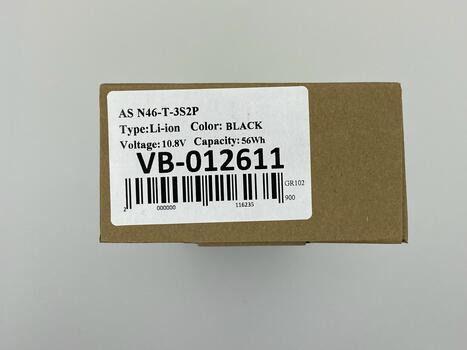 AS N46-T-3S2P
Type:Li-ion Color: BLACK
Voltage: 10.8V Capacity: 56Wh
VB-012611
GR102
2 000000 116235 900